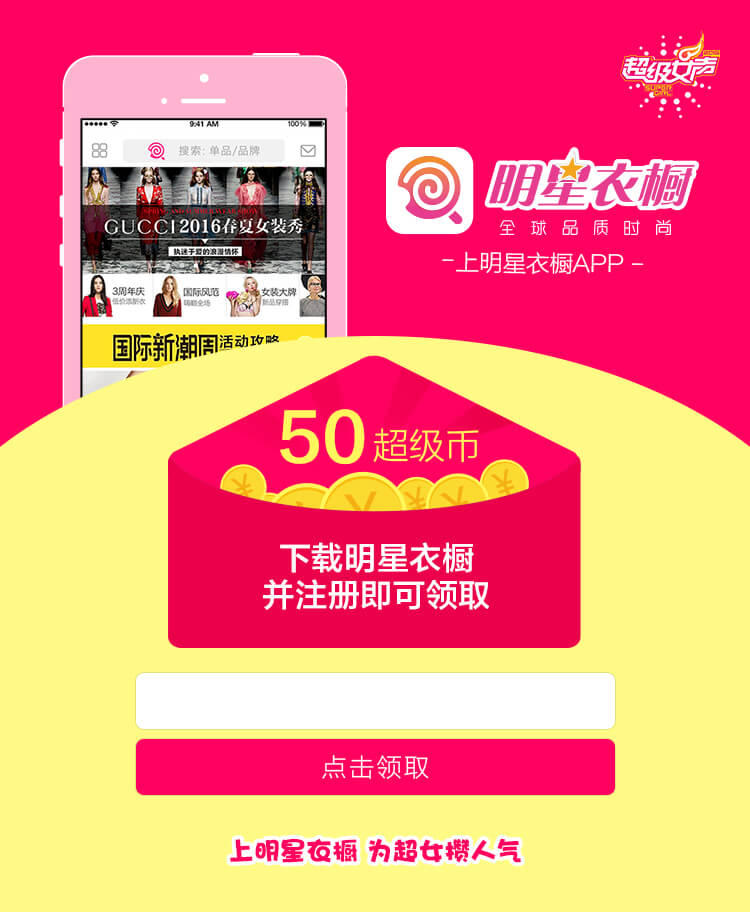 超级女声
SUPER GIRL
9:41 AM
100%
搜索: 单品/品牌
GUCCI 2016春夏女装秀
执迷于爱的浪漫情怀
3周年庆
低价添新衣
国际风范
嗨翻全场
女装大牌
新品穿搭
国际新潮周活动攻略
明星衣橱
全球品质时尚
-上明星衣橱APP -
50超级币
下载明星衣橱
并注册即可领取
点击领取
上明星衣橱 为超女攒人气